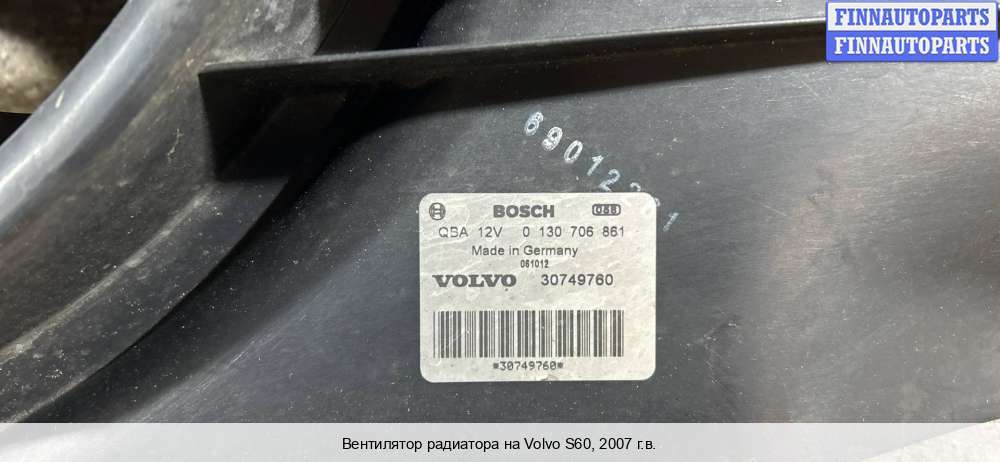 FINNAUTOPARTS
FINNAUTOPARTS
BOSCH
QBA 12V 0 130 706 861
Made in Germany
061012
VOLVO 30749760
*30749760*
Вентилятор радиатора на Volvo S60, 2007 г.в.